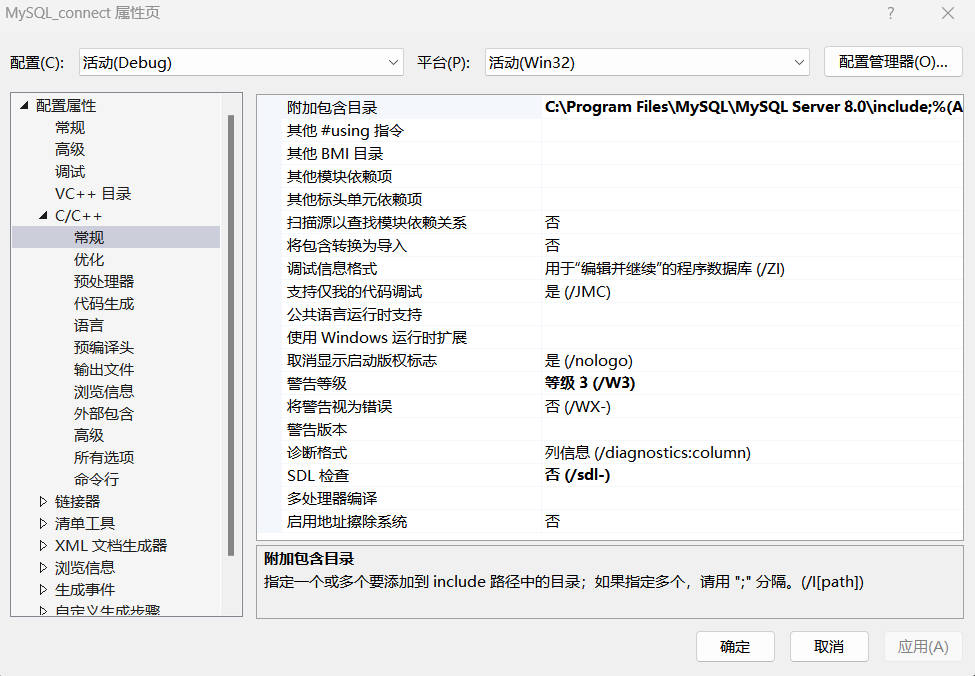 MySQL_connect 属性页
配置(C): 活动(Debug) 平台(P): 活动(Win32) 配置管理器(O)...
配置属性
常规
高级
调试
VC++ 目录
C/C++
常规
优化
预处理器
代码生成
语言
预编译头
输出文件
浏览信息
外部包含
高级
所有选项
命令行
链接器
清单工具
XML 文档生成器
浏览信息
生成事件
自定义生成步骤
附加包含目录 C:\Program Files\MySQL\MySQL Server 8.0\include;%(A
其他 #using 指令
其他 BMI 目录
其他模块依赖项
其他标头单元依赖项
扫描源以查找模块依赖关系 否
将包含转换为导入 否
调试信息格式 用于“编辑并继续”的程序数据库 (/ZI)
支持仅我的代码调试 是 (/JMC)
公共语言运行时支持
使用 Windows 运行时扩展
取消显示启动版权标志 是 (/nologo)
警告等级 等级 3 (/W3)
将警告视为错误 否 (/WX-)
警告版本
诊断格式 列信息 (/diagnostics:column)
SDL 检查 否 (/sdl-)
多处理器编译
启用地址擦除系统 否
附加包含目录
指定一个或多个要添加到 include 路径中的目录；如果指定多个，请用 ";" 分隔。(/I[path])
确定 取消 应用(A)